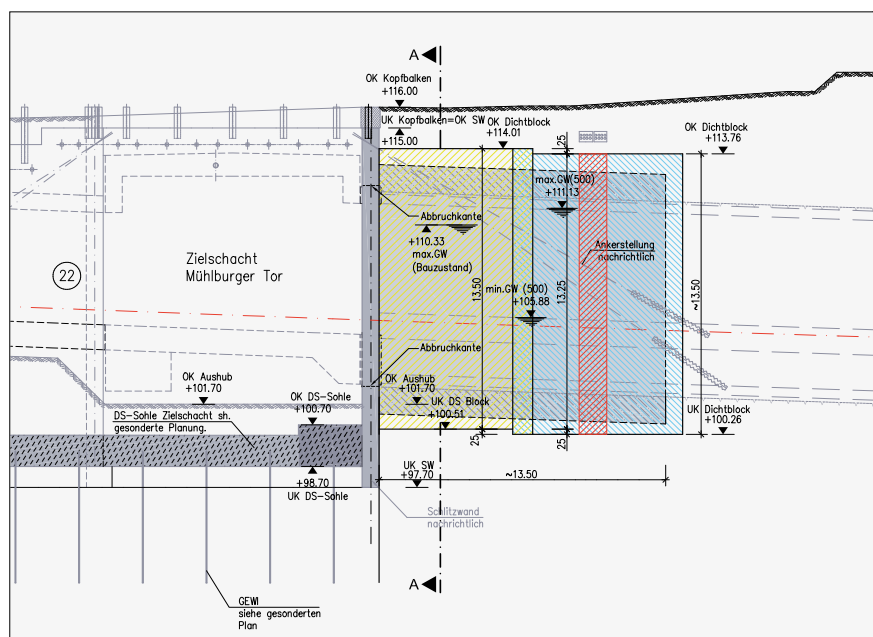 A
OK Kopfbalken
+116.00
UK Kopfbalken=OK SW
+115.00
OK Dichtblock
+114.01
25
OK Dichtblock
+113.76
max.GW(500)
+111.13
Abbruchkante
+110.33
max.GW
(Bauzustand)
Ankerstellung
nachrichtlich
Zielschacht
Mühlburger Tor
22
13.50
13.25
~13.50
min.GW (500)
+105.88
Abbruchkante
OK Aushub
+101.70
OK Aushub
+101.70
OK DS-Sohle
+100.70
UK DS Block
+100.51
UK Dichtblock
+100.26
DS-Sohle Zielschacht sh.
gesonderte Planung.
25
25
UK SW
+97.70
~13.50
+98.70
UK DS-Sohle
Schlitzwand
nachrichtlich
A
GEWI
siehe gesonderten
Plan